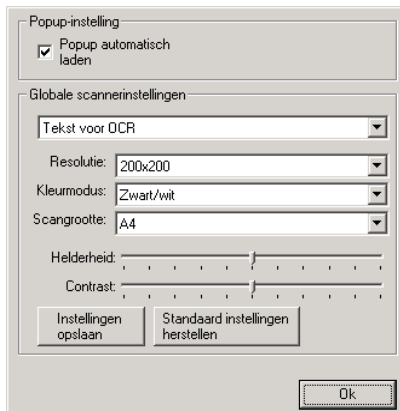 Popup-instelling
Popup automatisch
laden
Globale scannerinstellingen
Tekst voor OCR
Resolutie: 200x200
Kleurmodus: Zwart/wit
Scangrootte: A4
Helderheid:
Contrast:
Instellingen
opslaan
Standaard instellingen
herstellen
Ok